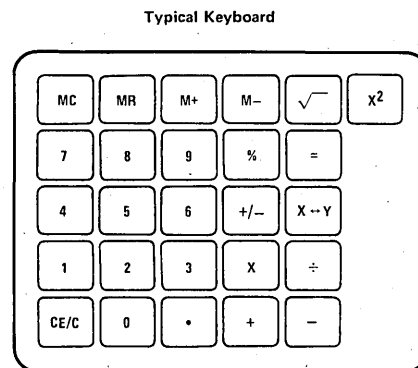 Typical Keyboard
MC MR M+ M− √ X²
7 8 9 % =
4 5 6 +/− X ↔ Y
1 2 3 X ÷
CE/C 0 • + −